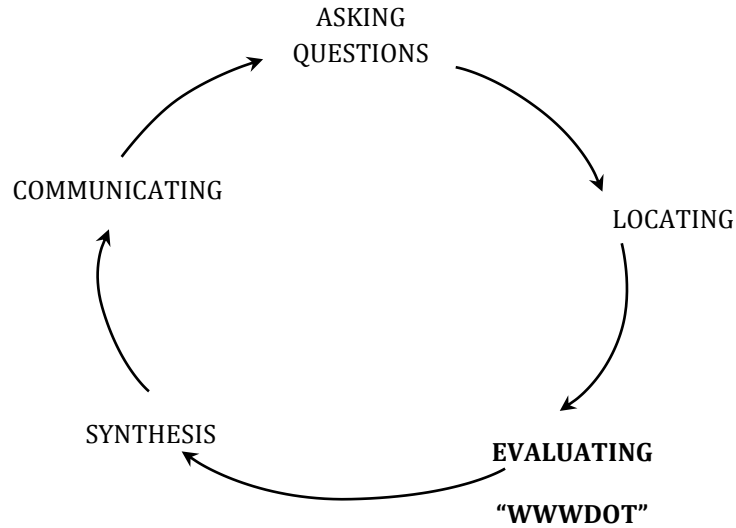 ASKING
QUESTIONS
LOCATING
EVALUATING
“WWWDOT”
SYNTHESIS
COMMUNICATING